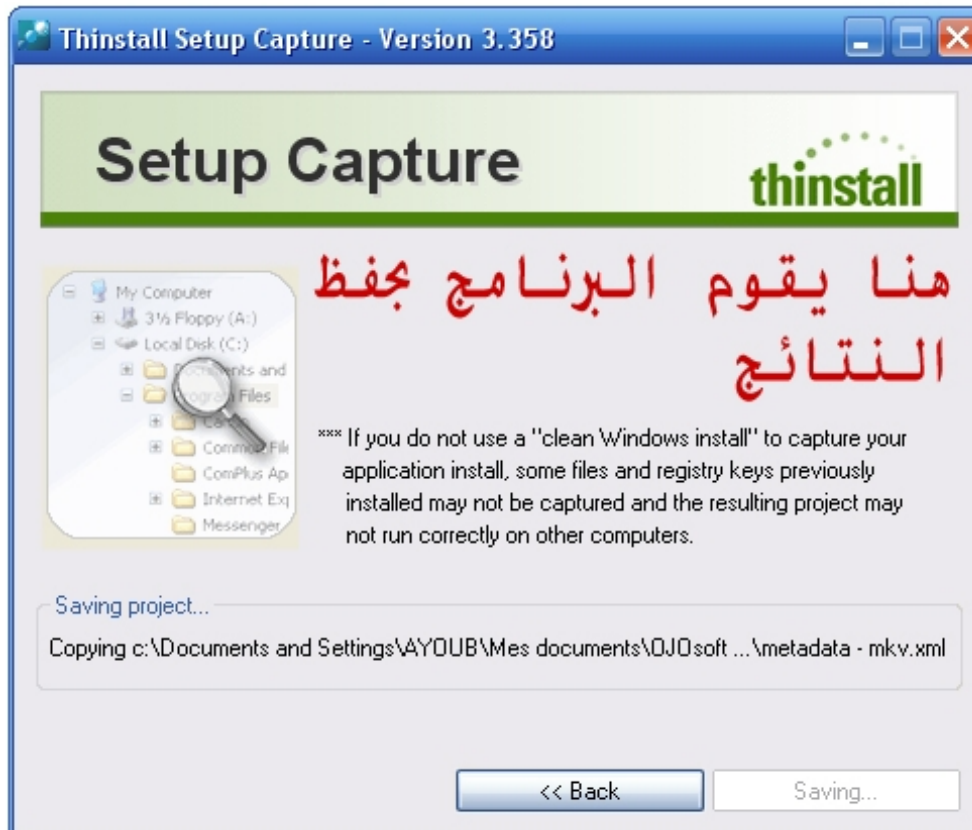 Thinstall Setup Capture - Version 3.358
Setup Capture
thinstall
هنا يقوم البرنامج بحفظ
النتائج
My Computer
3½ Floppy (A:)
Local Disk (C:)
Documents and
Program Files
Common File
ComPlus Ap
Internet Exp
Messenger
*** If you do not use a "clean Windows install" to capture your
application install, some files and registry keys previously
installed may not be captured and the resulting project may
not run correctly on other computers.
Saving project...
Copying c:\Documents and Settings\AYOUB\Mes documents\OJOsoft ...\metadata - mkv.xml
<< Back
Saving...